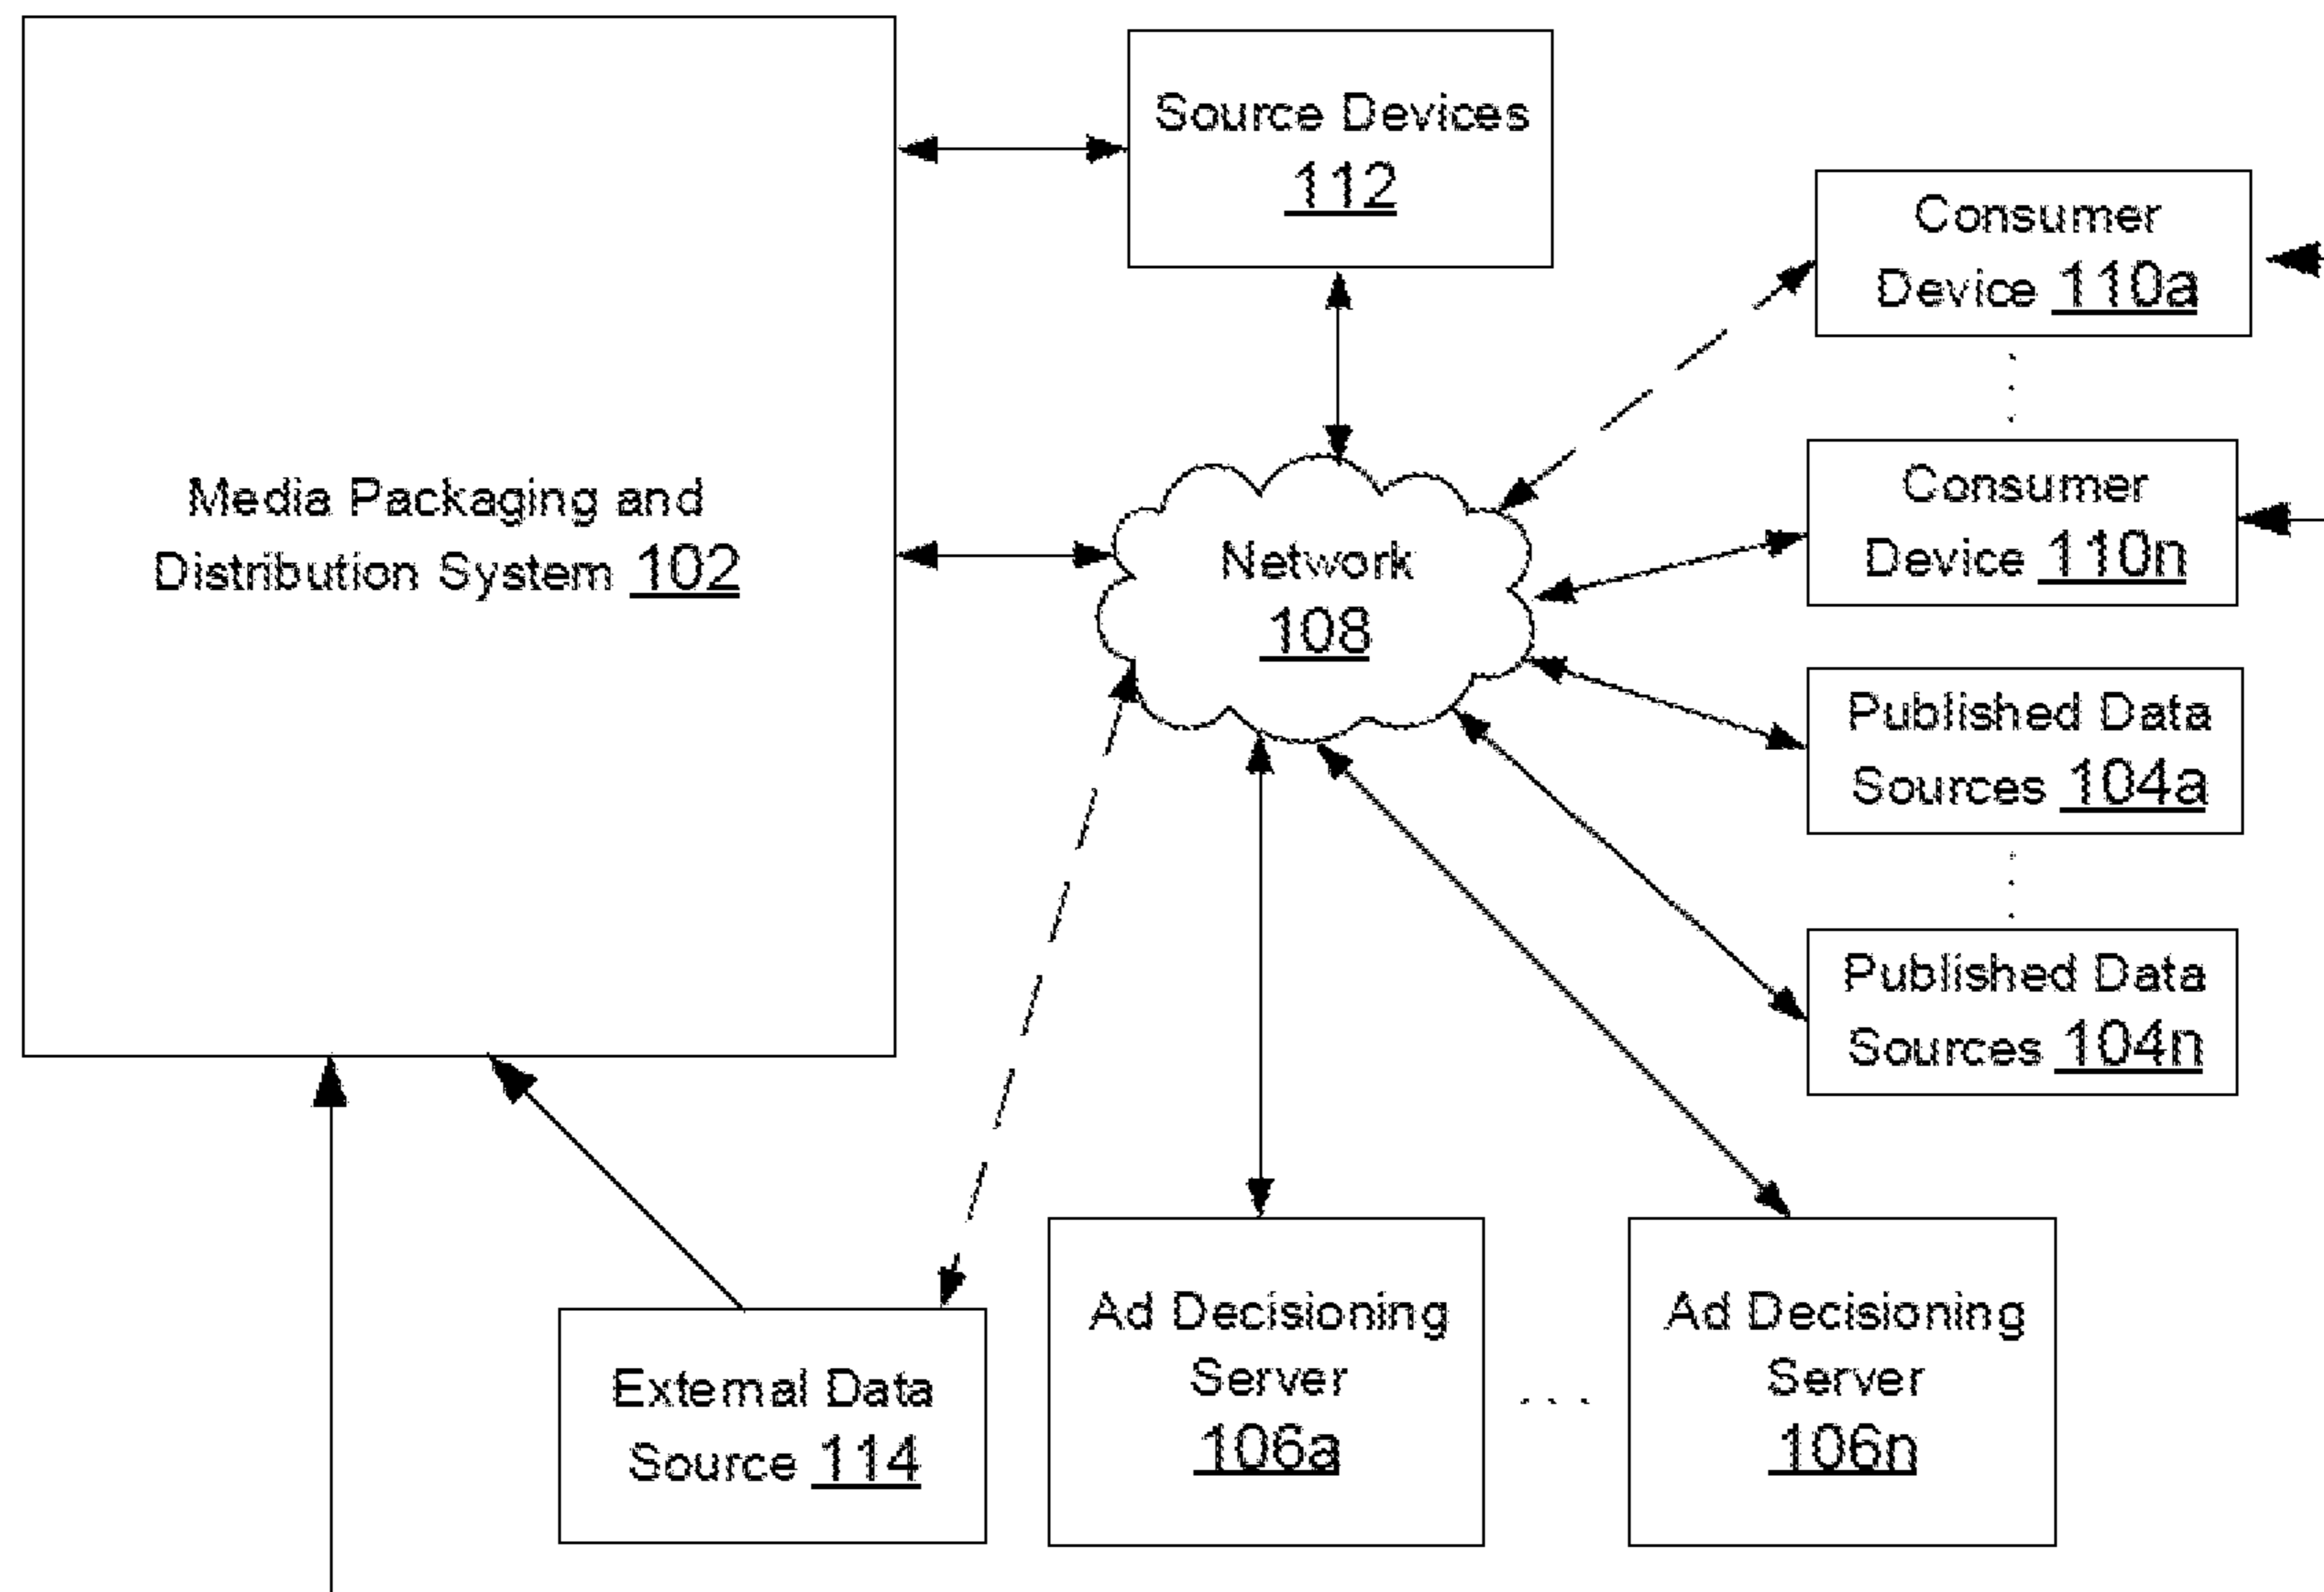 Source Devices
112
Consumer
Device 110a
Media Packaging and
Distribution System 102
Network
108
Consumer
Device 110n
Published Data
Sources 104a
Published Data
Sources 104n
External Data
Source 114
Ad Decisioning
Server
106a
Ad Decisioning
Server
106n